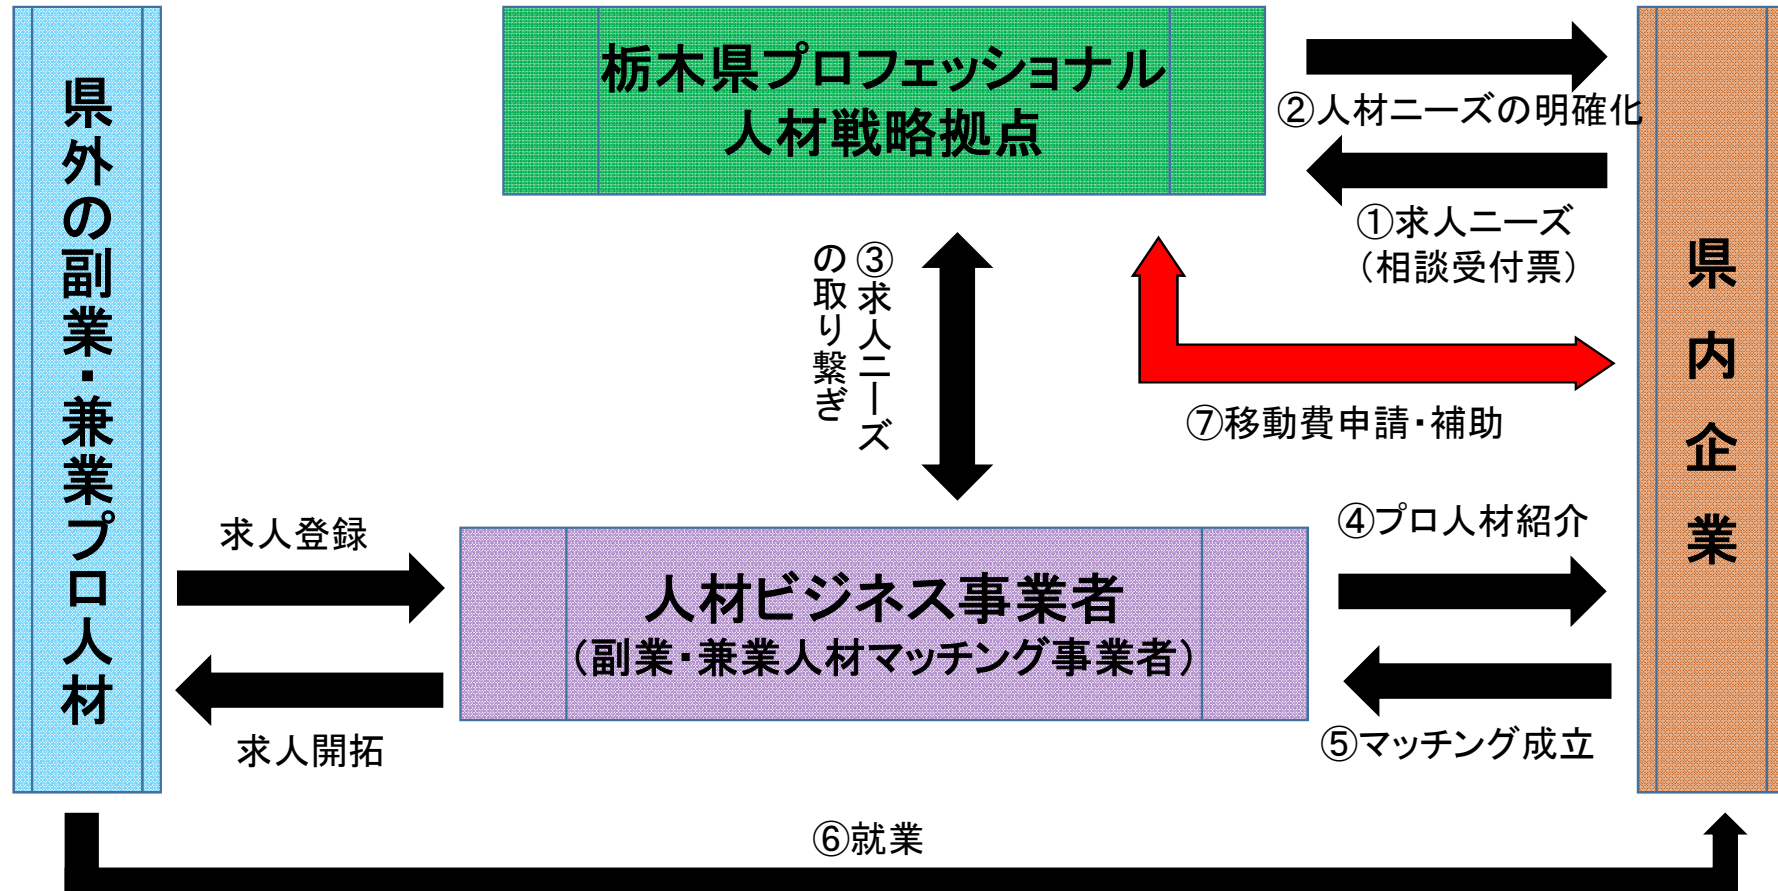 県外の副業・兼業プロ人材
栃木県プロフェッショナル
人材戦略拠点
②人材ニーズの明確化
①求人ニーズ
（相談受付票）
県内企業
③求人ニーズ
の取り繋ぎ
⑦移動費申請・補助
求人登録
求人開拓
人材ビジネス事業者
（副業・兼業人材マッチング事業者）
④プロ人材紹介
⑤マッチング成立
⑥就業